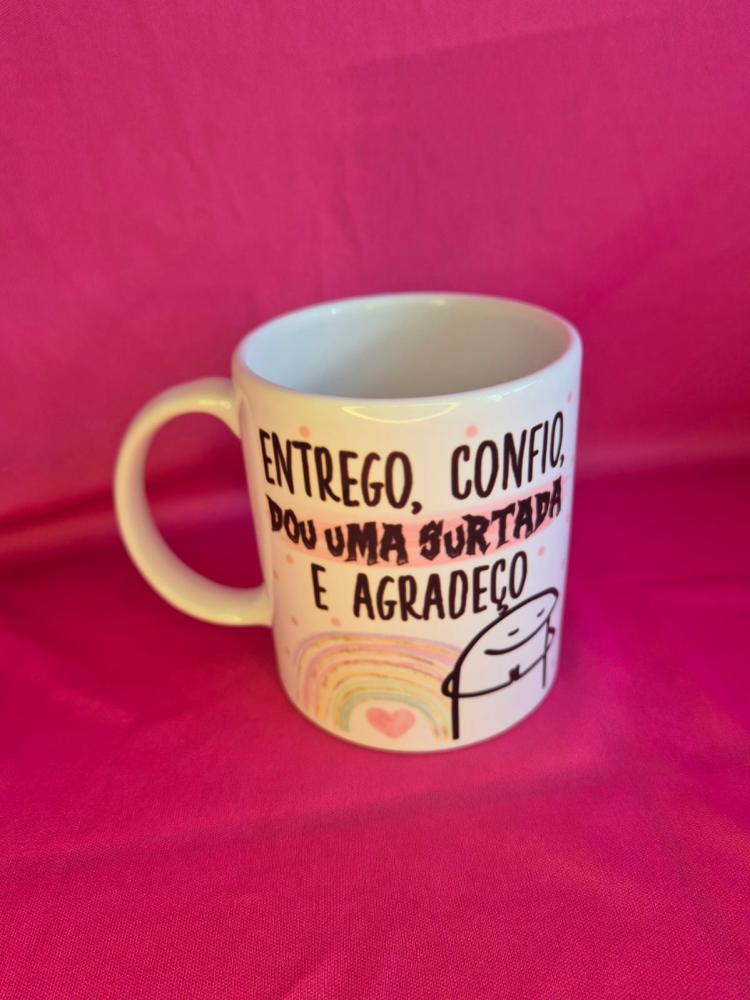 ENTREGO, CONFIO,
DOU UMA SURTADA
E AGRADEÇO